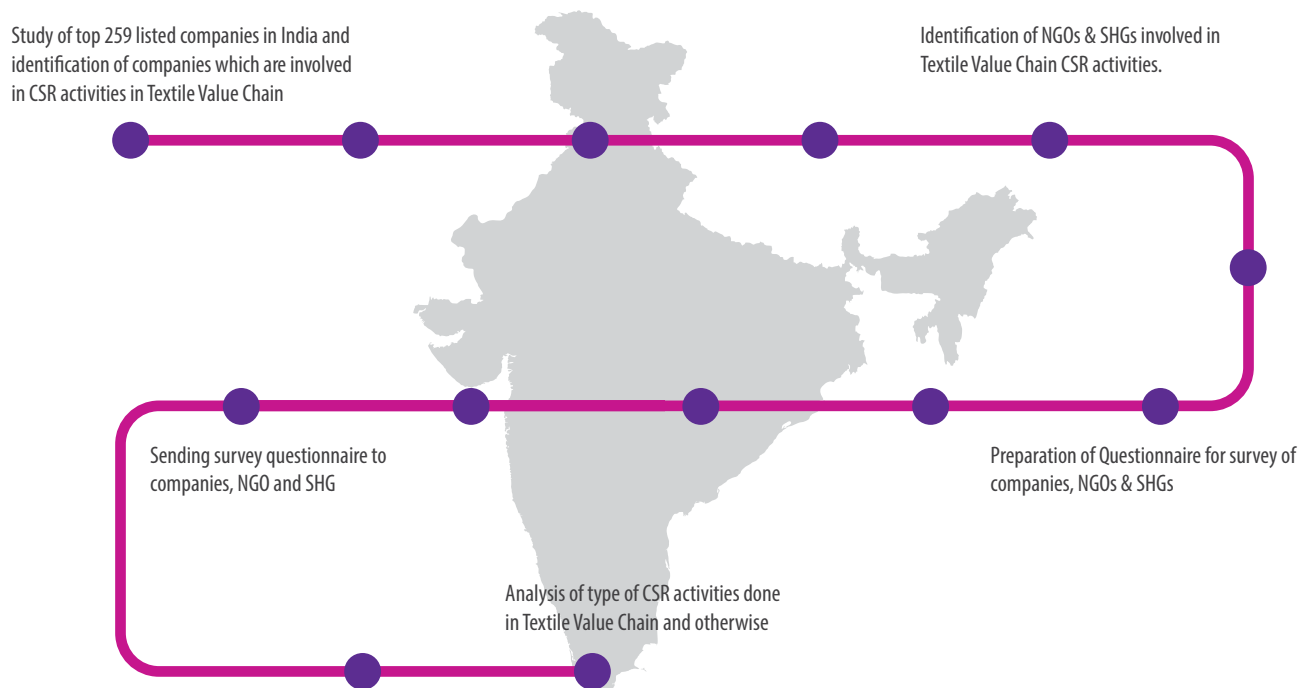 Study of top 259 listed companies in India and
identification of companies which are involved
in CSR activities in Textile Value Chain
Identification of NGOs & SHGs involved in
Textile Value Chain CSR activities.
Preparation of Questionnaire for survey of
companies, NGOs & SHGs
Sending survey questionnaire to
companies, NGO and SHG
Analysis of type of CSR activities done
in Textile Value Chain and otherwise